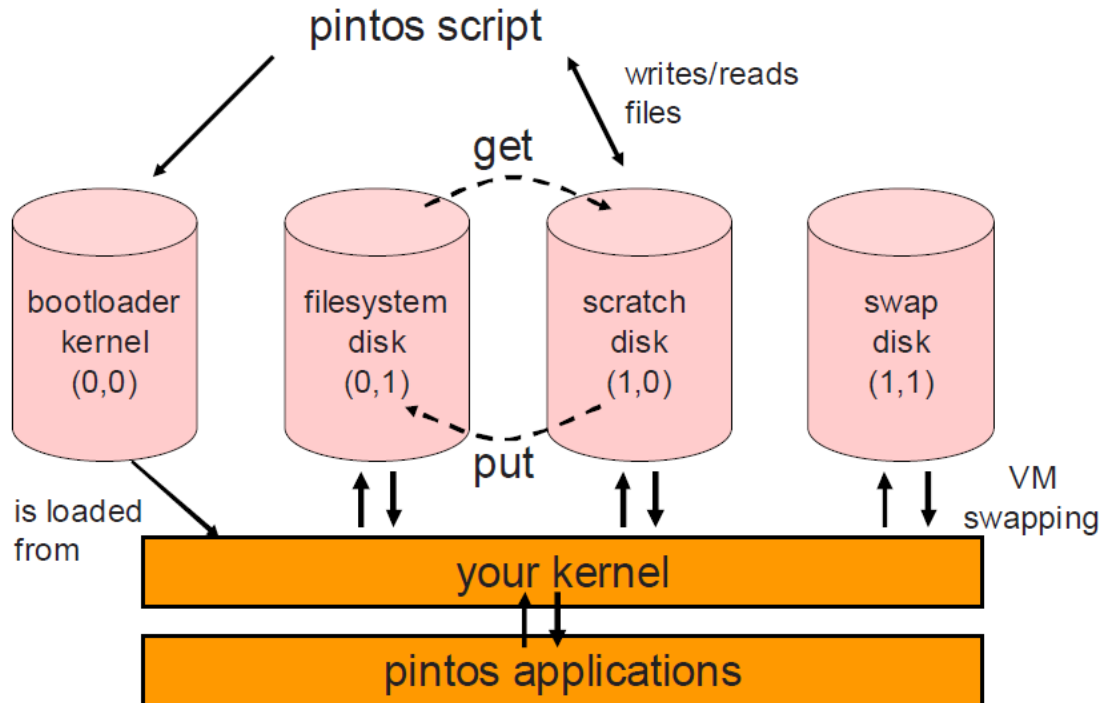 pintos script
writes/reads
files
get
bootloader
kernel
(0,0)
filesystem
disk
(0,1)
scratch
disk
(1,0)
swap
disk
(1,1)
put
is loaded
from
VM
swapping
your kernel
pintos applications